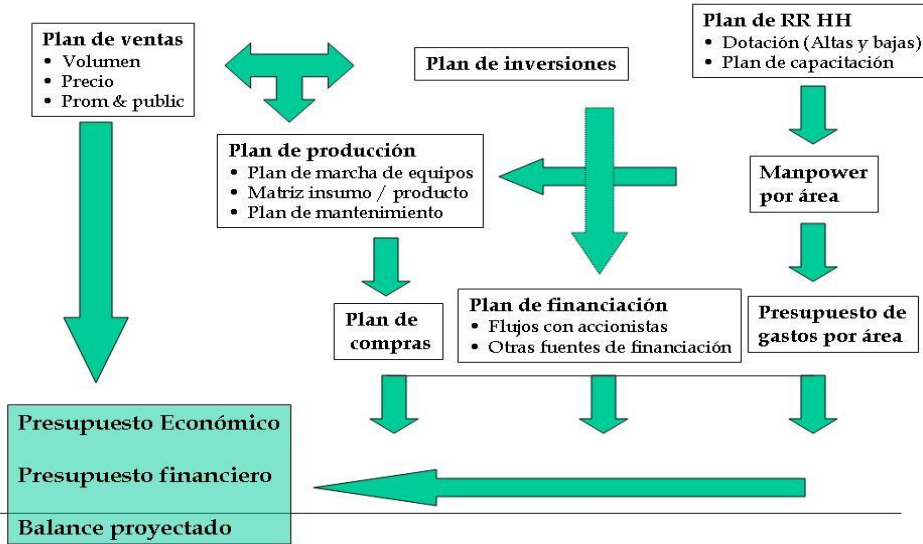 Plan de ventas
• Volumen
• Precio
• Prom & public
Plan de inversiones
Plan de RR HH
• Dotación (Altas y bajas)
• Plan de capacitación
Plan de producción
• Plan de marcha de equipos
• Matriz insumo / producto
• Plan de mantenimiento
Manpower
por área
Plan de
compras
Plan de financiación
• Flujos con accionistas
• Otras fuentes de financiación
Presupuesto de
gastos por área
Presupuesto Económico
Presupuesto financiero
Balance proyectado